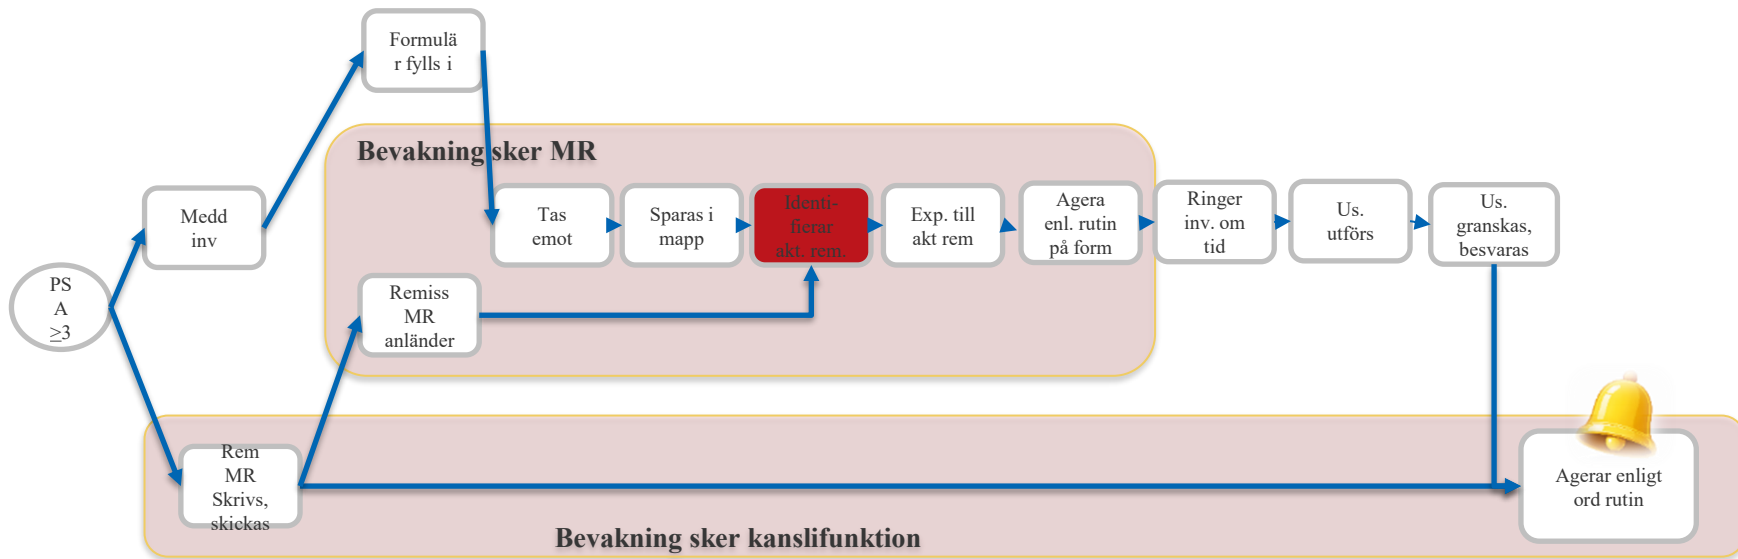 Formulä
r fylls i
Bevakning sker MR
Medd
inv
Tas
emot
Sparas i
mapp
Identi-
fierar
akt. rem.
Exp. till
akt rem
Agera
enl. rutin
på form
Ringer
inv. om
tid
Us.
utförs
Us.
granskas,
besvaras
PS
A
≥3
Remiss
MR
anländer
Rem
MR
Skrivs,
skickas
Agerar enligt
ord rutin
Bevakning sker kanslifunktion